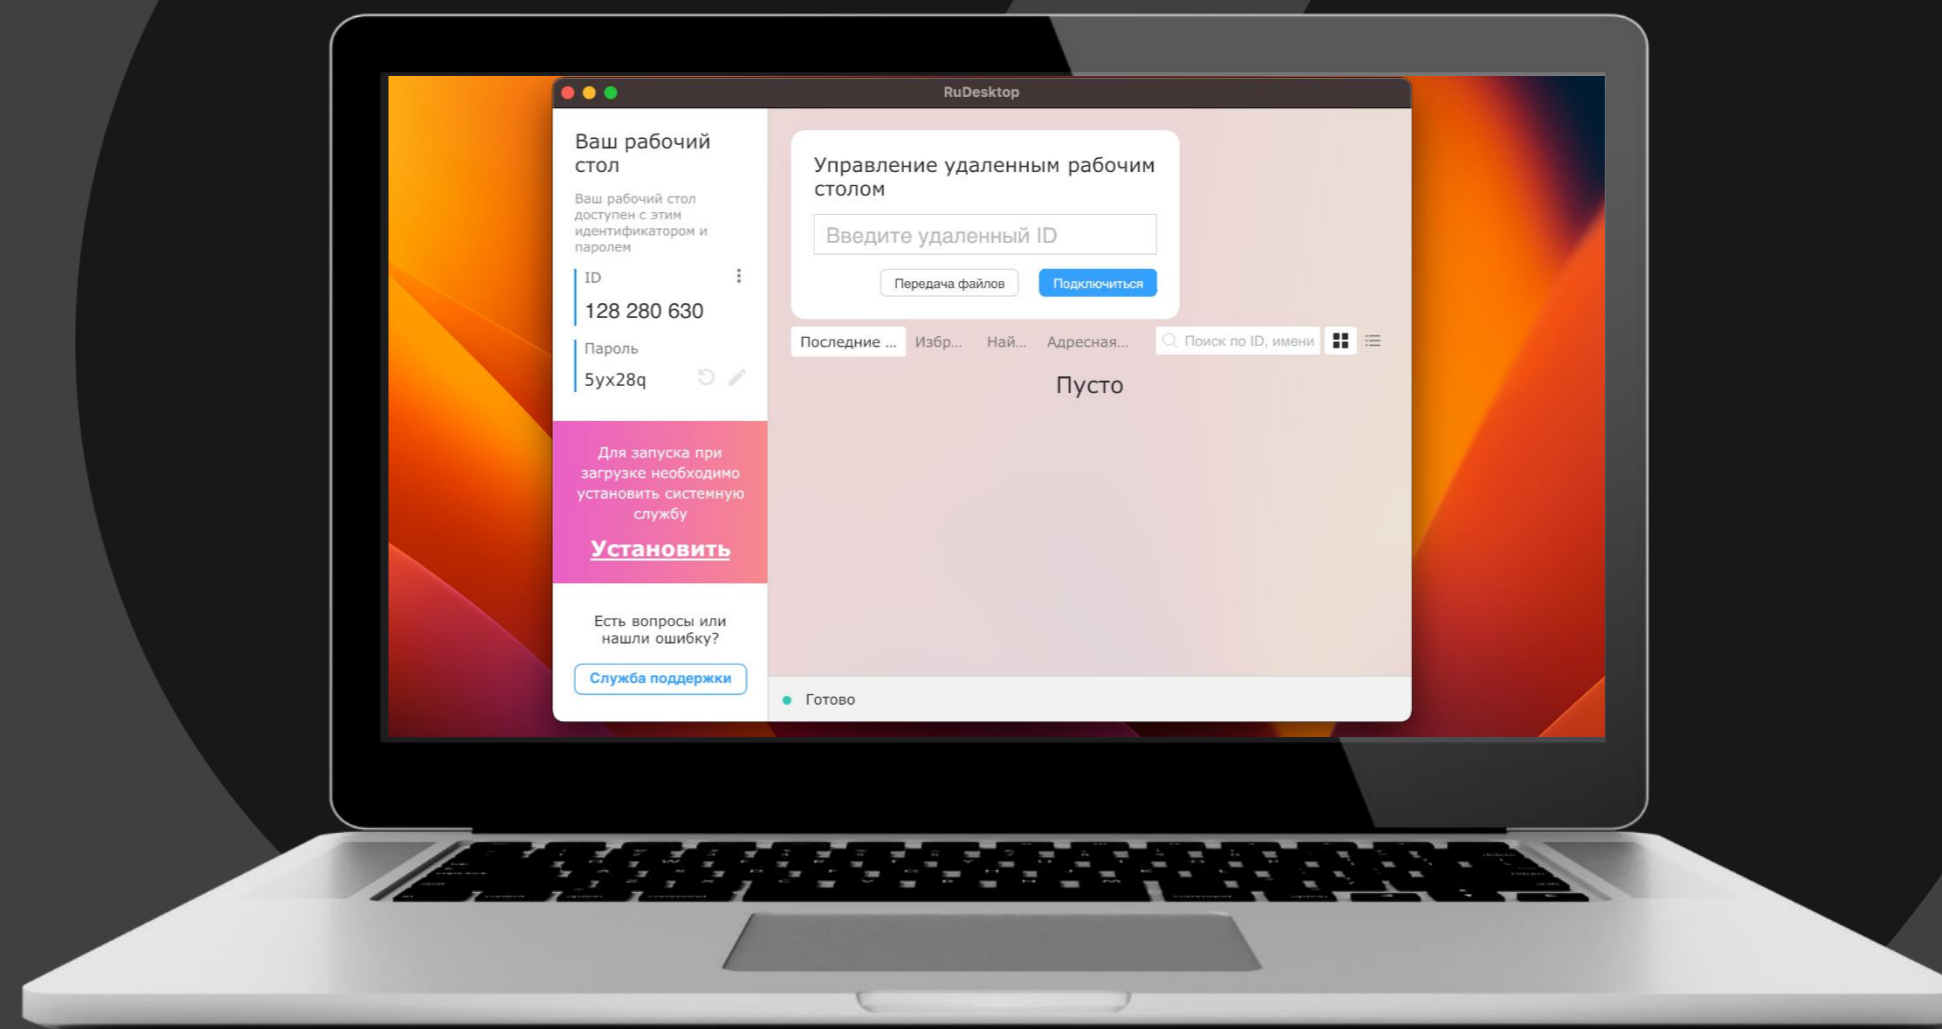 RuDesktop
Ваш рабочий
стол
Ваш рабочий стол
доступен с этим
идентификатором и
паролем
ID
128 280 630
Пароль
5yx28q
Для запуска при
загрузке необходимо
установить системную
службу
Установить
Есть вопросы или
нашли ошибку?
Служба поддержки
Управление удаленным рабочим
столом
Введите удаленный ID
Передача файлов
Подключиться
Последние ...
Избр...
Най...
Адресная...
Поиск по ID, имени
Пусто
Готово